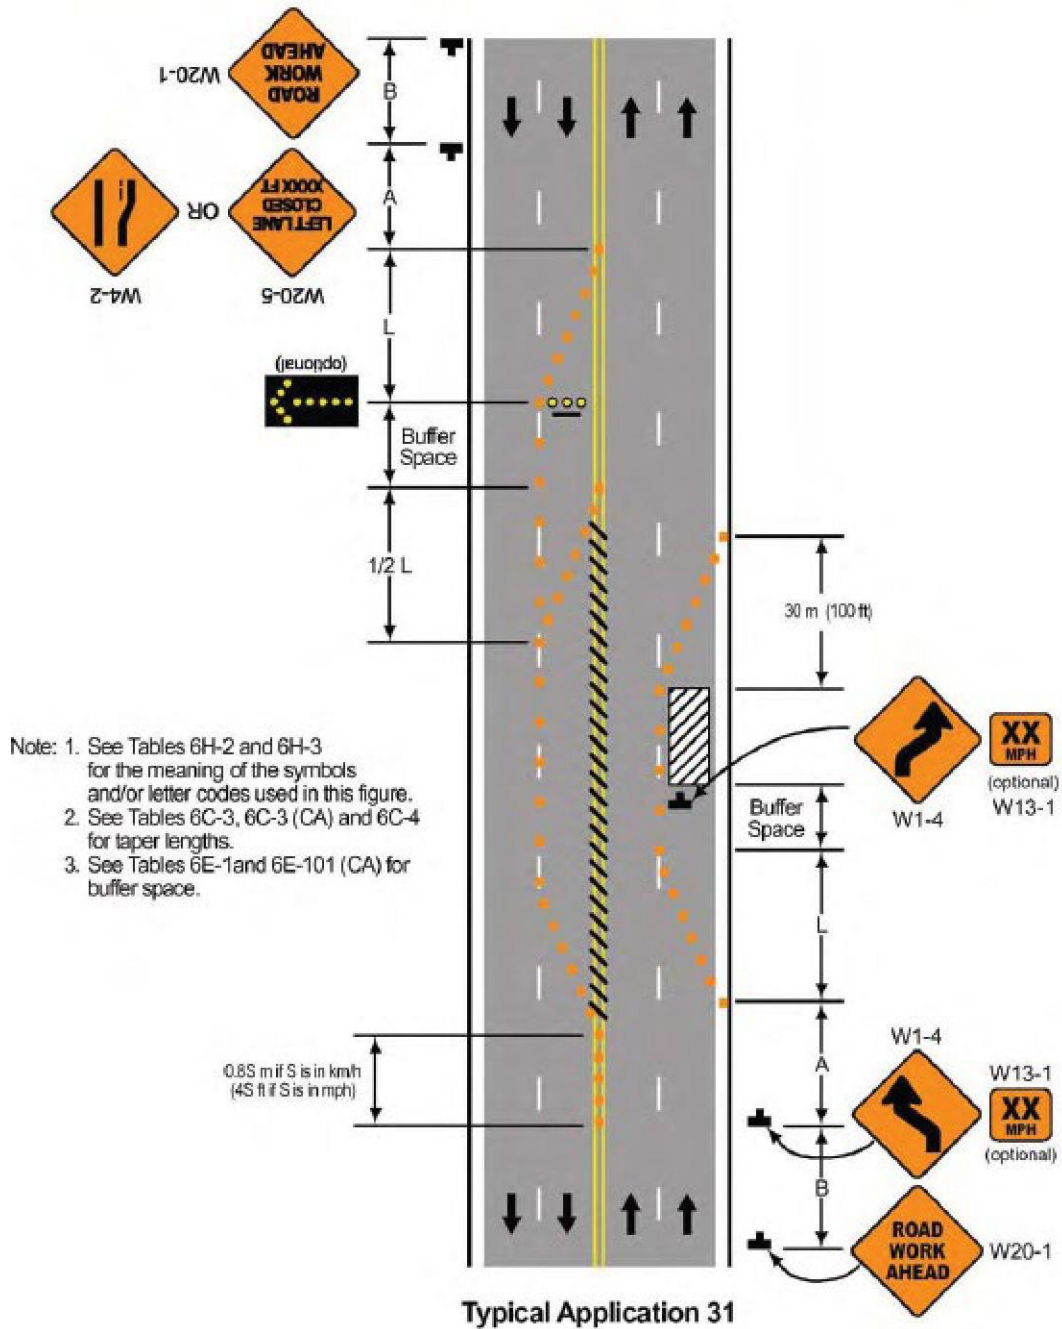 W20-1
ROAD
WORK
AHEAD
B
A
W4-2
OR
LEFT LANE
CLOSED
XXXX FT
W20-5
L
(optional)
Buffer
Space
1/2 L
30 m (100 ft)
XX
MPH
(optional)
W13-1
W1-4
Buffer
Space
L
Note: 1. See Tables 6H-2 and 6H-3
for the meaning of the symbols
and/or letter codes used in this figure.
2. See Tables 6C-3, 6C-3 (CA) and 6C-4
for taper lengths.
3. See Tables 6E-1and 6E-101 (CA) for
buffer space.
0.8S m if S is in km/h
(4S ft if S is in mph)
A
W1-4
W13-1
XX
MPH
(optional)
B
ROAD
WORK
AHEAD
W20-1
Typical Application 31